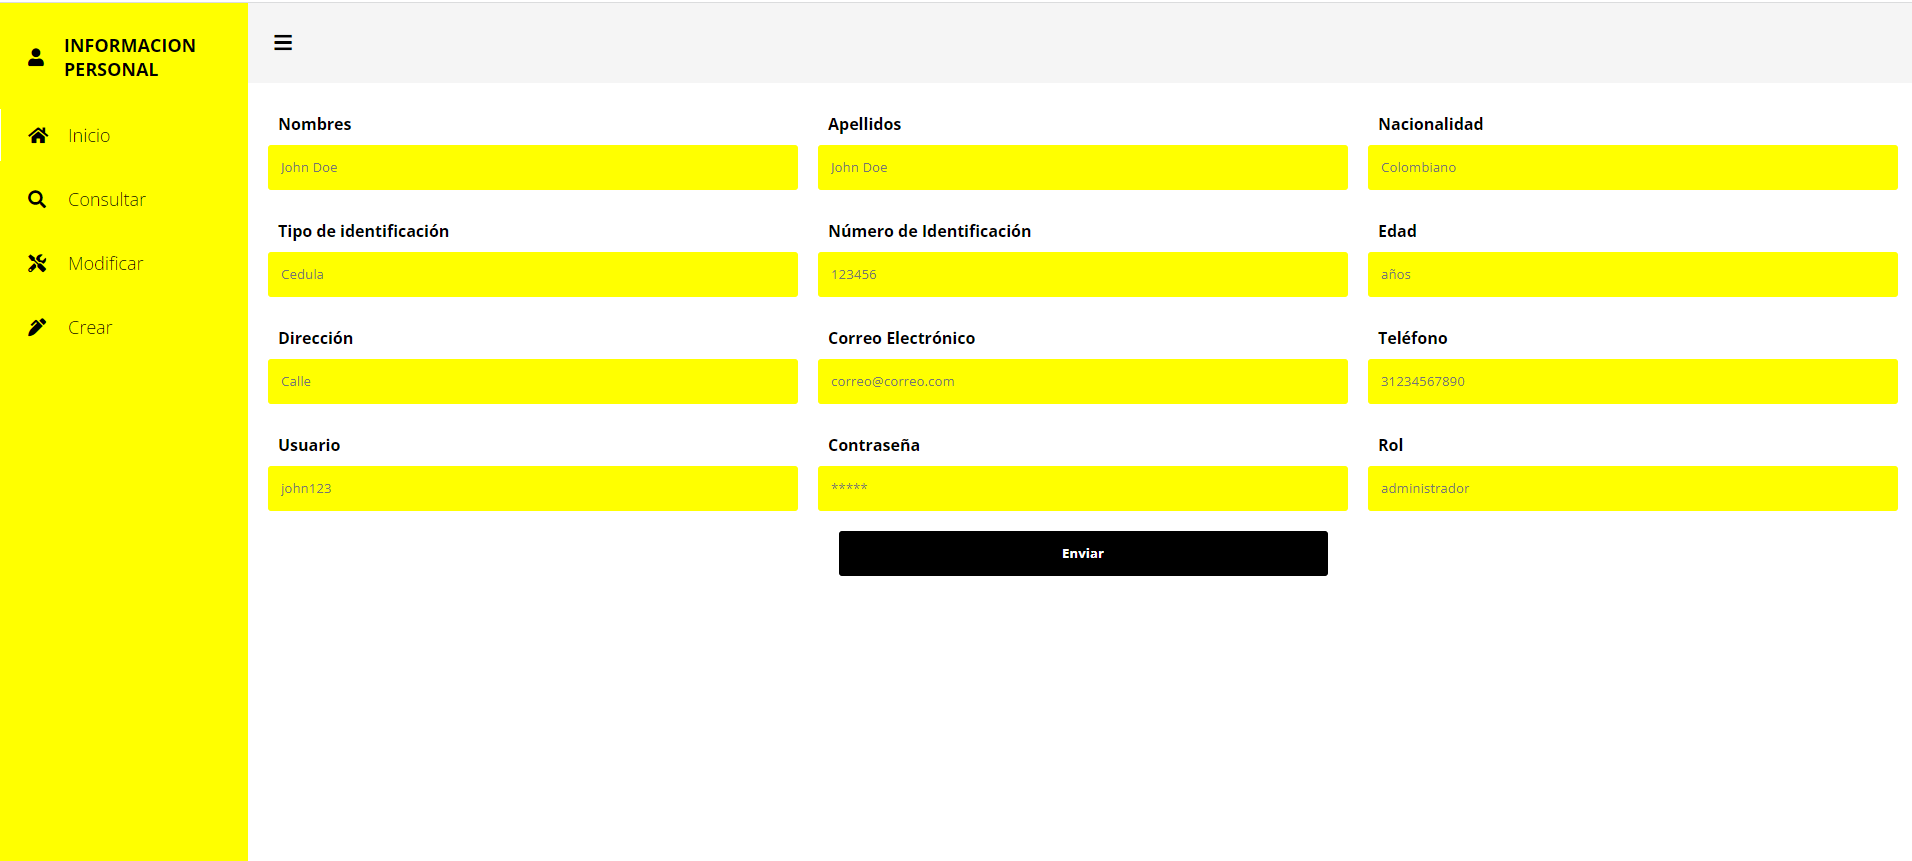 INFORMACION
PERSONAL
Inicio
Consultar
Modificar
Crear
Nombres
John Doe
Apellidos
John Doe
Nacionalidad
Colombiano
Tipo de identificación
Cedula
Número de Identificación
123456
Edad
años
Dirección
Calle
Correo Electrónico
correo@correo.com
Teléfono
31234567890
Usuario
john123
Contraseña
*****
Rol
administrador
Enviar